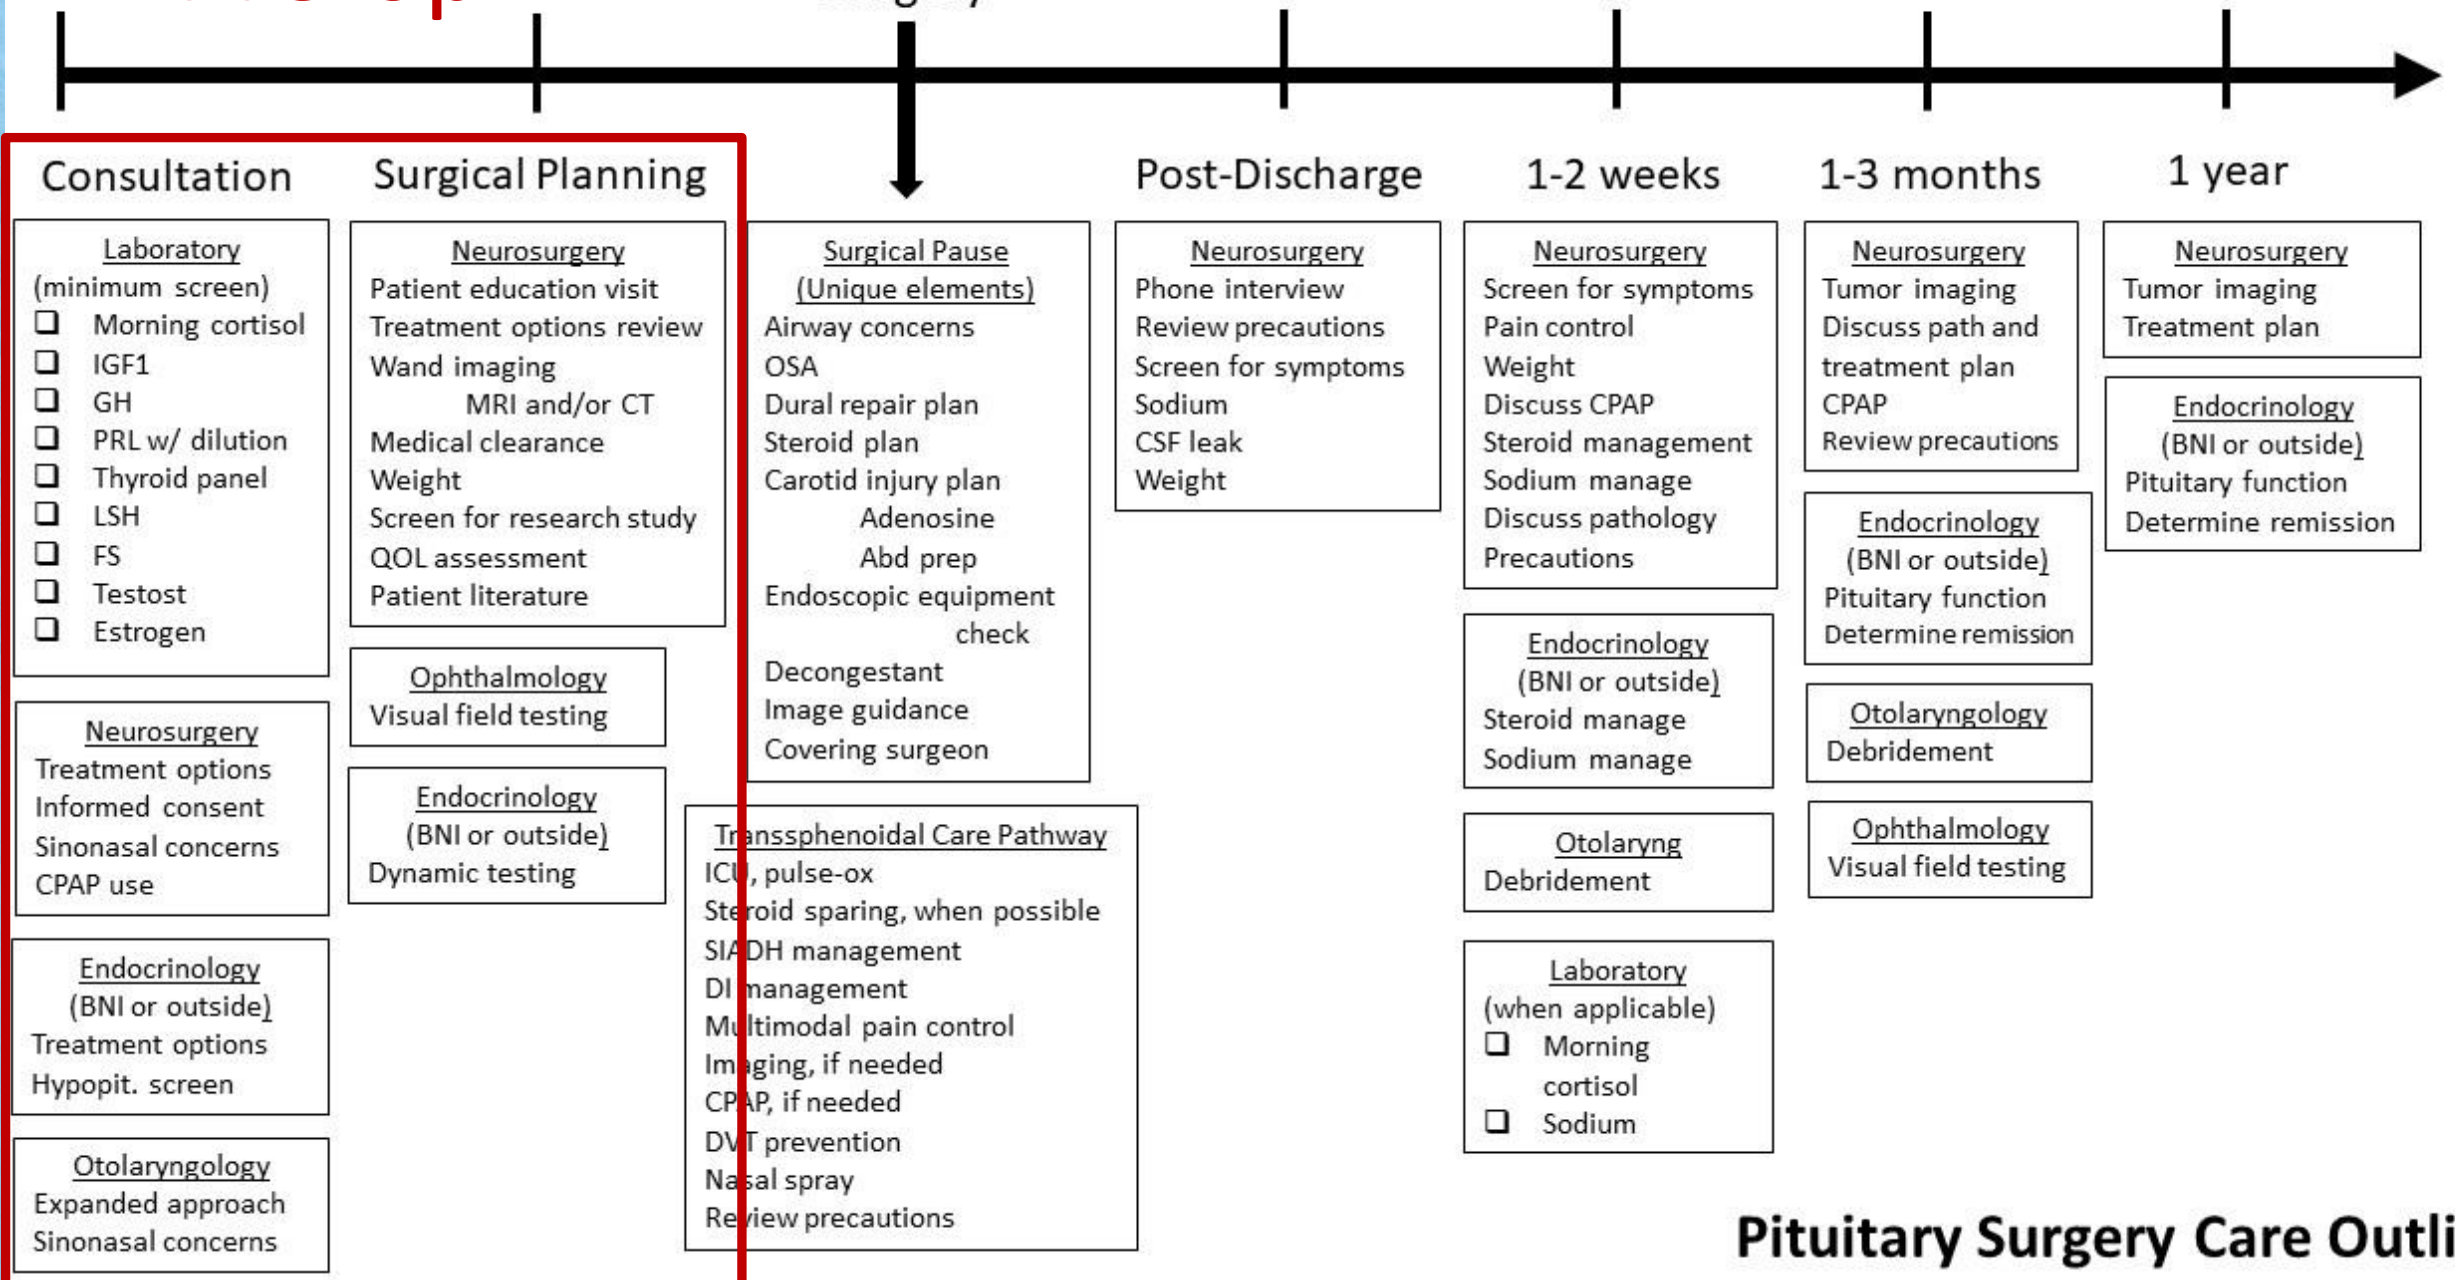 Consultation
Laboratory
(minimum screen)
❑ Morning cortisol
❑ IGF1
❑ GH
❑ PRL w/ dilution
❑ Thyroid panel
❑ LSH
❑ FS
❑ Testost
❑ Estrogen
Neurosurgery
Treatment options
Informed consent
Sinonasal concerns
CPAP use
Endocrinology
(BNI or outside)
Treatment options
Hypopit. screen
Otolaryngology
Expanded approach
Sinonasal concerns
Surgical Planning
Neurosurgery
Patient education visit
Treatment options review
Wand imaging
MRI and/or CT
Medical clearance
Weight
Screen for research study
QOL assessment
Patient literature
Ophthalmology
Visual field testing
Endocrinology
(BNI or outside)
Dynamic testing
Surgical Pause
(Unique elements)
Airway concerns
OSA
Dural repair plan
Steroid plan
Carotid injury plan
Adenosine
Abd prep
Endoscopic equipment
check
Decongestant
Image guidance
Covering surgeon
Transsphenoidal Care Pathway
ICU, pulse-ox
Steroid sparing, when possible
SIADH management
DI management
Multimodal pain control
Imaging, if needed
CPAP, if needed
DVT prevention
Nasal spray
Review precautions
Post-Discharge
Neurosurgery
Phone interview
Review precautions
Screen for symptoms
Sodium
CSF leak
Weight
1-2 weeks
Neurosurgery
Screen for symptoms
Pain control
Weight
Discuss CPAP
Steroid management
Sodium manage
Discuss pathology
Precautions
Endocrinology
(BNI or outside)
Steroid manage
Sodium manage
Otolaryng
Debridement
Laboratory
(when applicable)
❑ Morning
cortisol
❑ Sodium
1-3 months
Neurosurgery
Tumor imaging
Discuss path and
treatment plan
CPAP
Review precautions
Endocrinology
(BNI or outside)
Pituitary function
Determine remission
Otolaryngology
Debridement
Ophthalmology
Visual field testing
1 year
Neurosurgery
Tumor imaging
Treatment plan
Endocrinology
(BNI or outside)
Pituitary function
Determine remission
Pituitary Surgery Care Outli